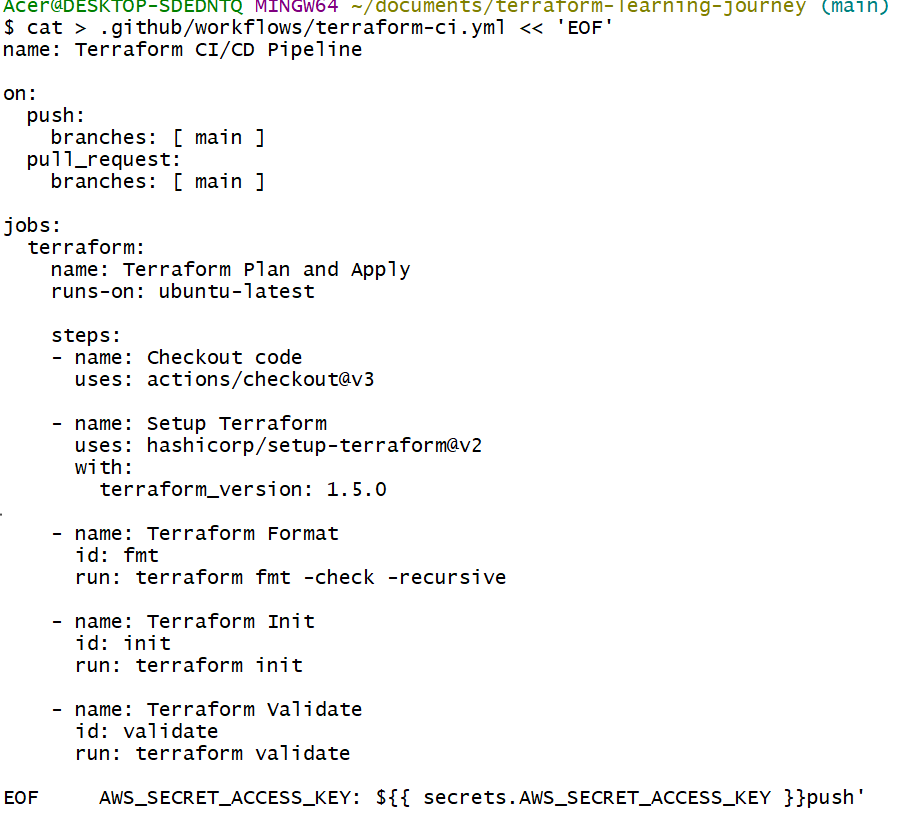 Acer@DESKTOP-SDEDNTQ MINGW64 ~/documents/terraform-learning-journey (main)
$ cat > .github/workflows/terraform-ci.yml << 'EOF'
name: Terraform CI/CD Pipeline

on:
  push:
    branches: [ main ]
  pull_request:
    branches: [ main ]

jobs:
  terraform:
    name: Terraform Plan and Apply
    runs-on: ubuntu-latest

    steps:
    - name: Checkout code
      uses: actions/checkout@v3

    - name: Setup Terraform
      uses: hashicorp/setup-terraform@v2
      with:
        terraform_version: 1.5.0

    - name: Terraform Format
      id: fmt
      run: terraform fmt -check -recursive

    - name: Terraform Init
      id: init
      run: terraform init

    - name: Terraform Validate
      id: validate
      run: terraform validate

EOF     AWS_SECRET_ACCESS_KEY: ${{ secrets.AWS_SECRET_ACCESS_KEY }}push'